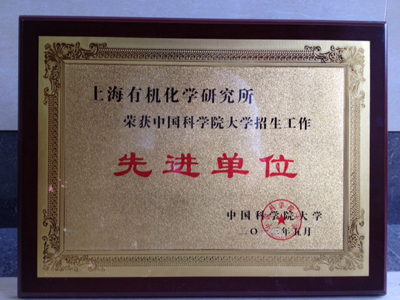 上海有机化学研究所
荣获中国科学院大学招生工作
先进单位
中国科学院大学
二〇一三年五月